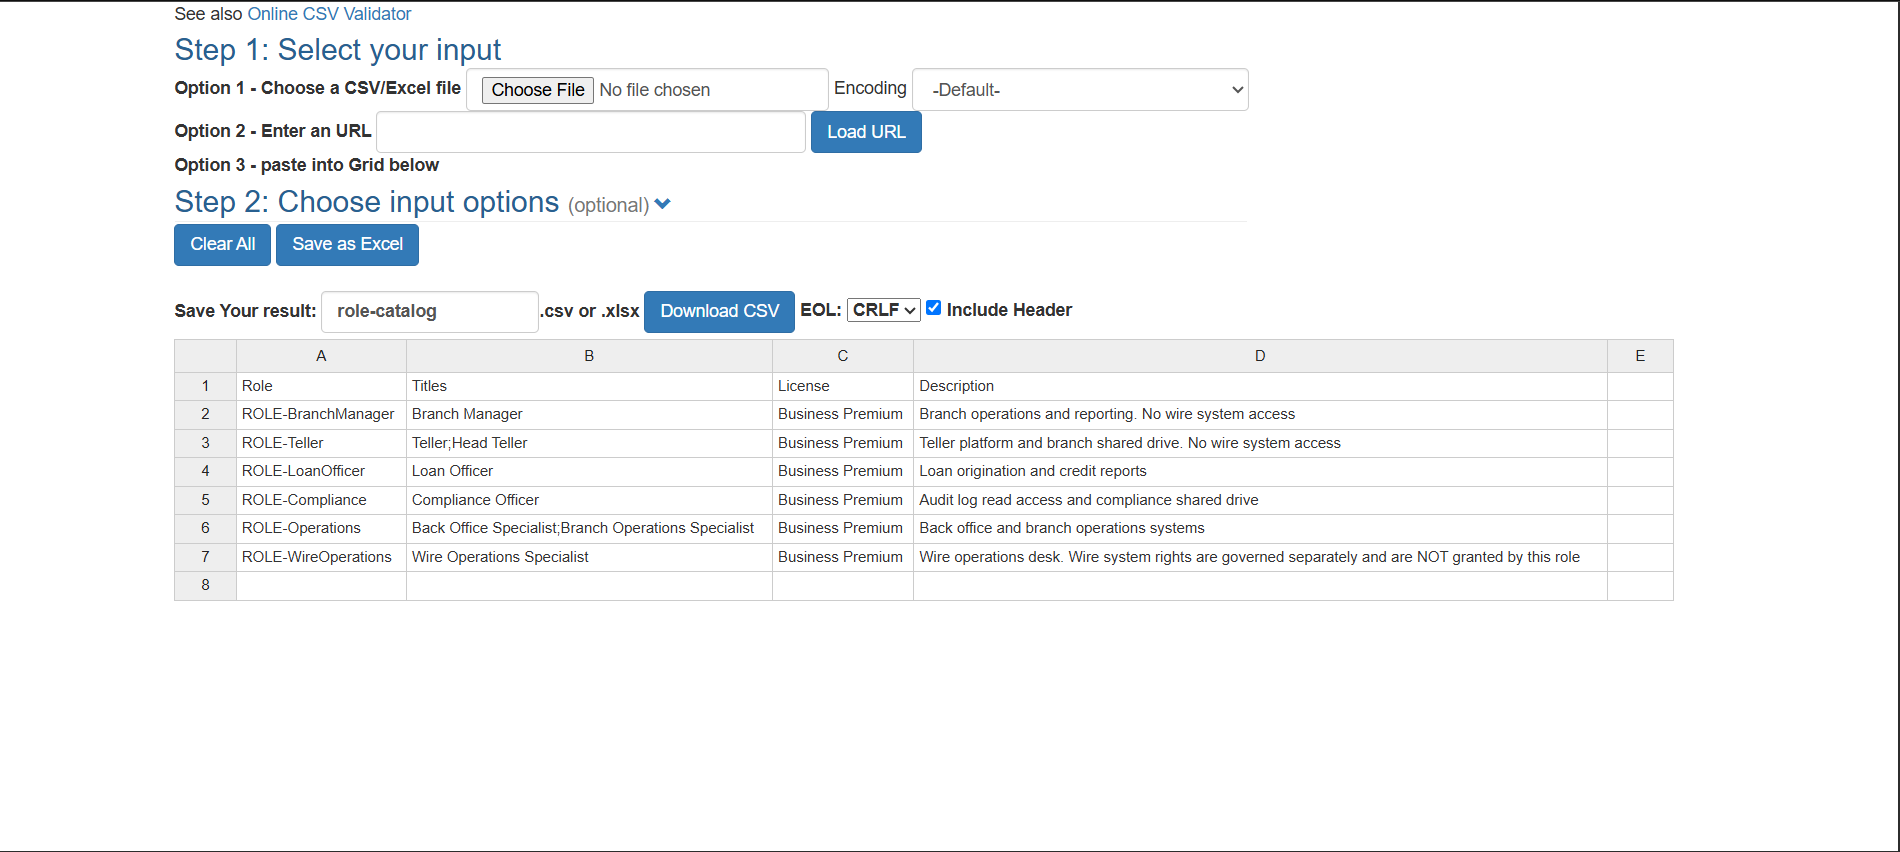 See also Online CSV Validator
Step 1: Select your input
Option 1 - Choose a CSV/Excel file Choose File No file chosen Encoding -Default-
Option 2 - Enter an URL Load URL
Option 3 - paste into Grid below
Step 2: Choose input options (optional)
Clear All Save as Excel
Save Your result: role-catalog .csv or .xlsx Download CSV EOL: CRLF Include Header
A B C D E
1 Role Titles License Description
2 ROLE-BranchManager Branch Manager Business Premium Branch operations and reporting. No wire system access
3 ROLE-Teller Teller;Head Teller Business Premium Teller platform and branch shared drive. No wire system access
4 ROLE-LoanOfficer Loan Officer Business Premium Loan origination and credit reports
5 ROLE-Compliance Compliance Officer Business Premium Audit log read access and compliance shared drive
6 ROLE-Operations Back Office Specialist;Branch Operations Specialist Business Premium Back office and branch operations systems
7 ROLE-WireOperations Wire Operations Specialist Business Premium Wire operations desk. Wire system rights are governed separately and are NOT granted by this role
8